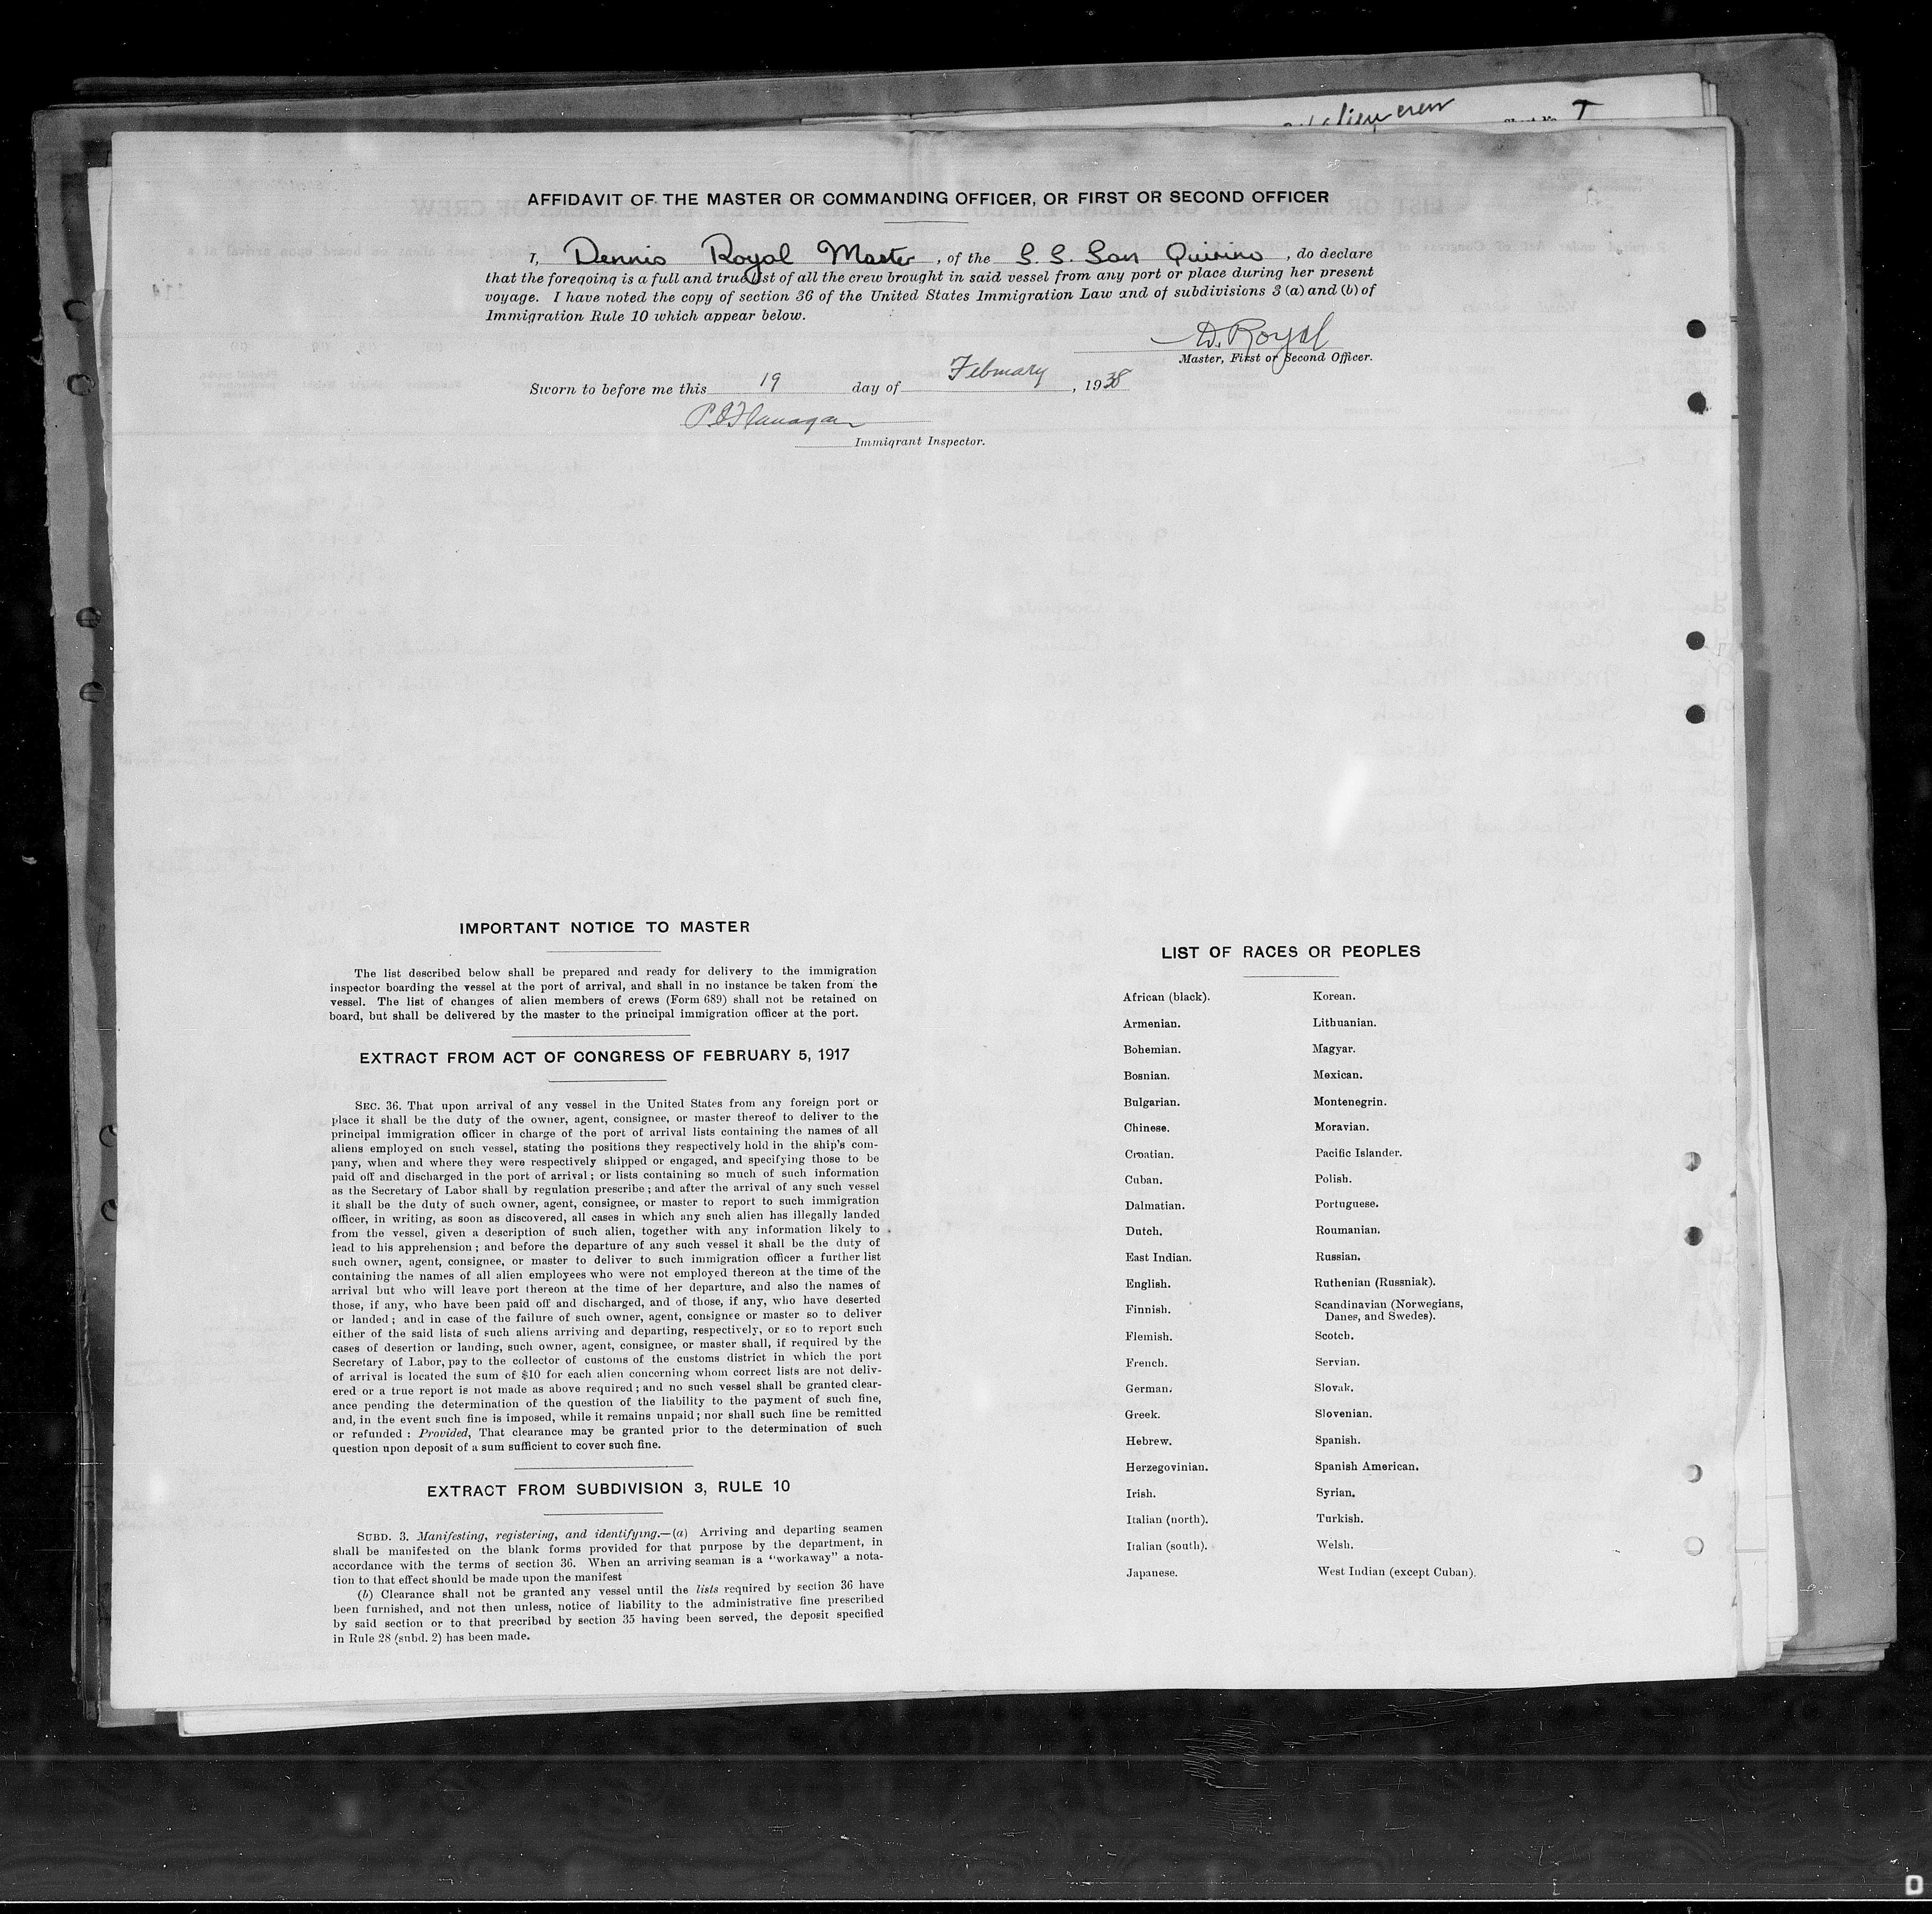 alien crew
AFFIDAVIT OF THE MASTER OR COMMANDING OFFICER, OR FIRST OR SECOND OFFICER
I, Dennis Royal Master, of the S. S. San Quirino, do declare
that the foregoing is a full and true list of all the crew brought in said vessel from any port or place during her present
voyage. I have noted the copy of section 36 of the United States Immigration Law and of subdivisions 3 (a) and (b) of
Immigration Rule 10 which appear below.
D. Royal
Master, First or Second Officer.
Sworn to before me this 19 day of February, 1938
Flanagan
Immigrant Inspector.
IMPORTANT NOTICE TO MASTER
The list described below shall be prepared and ready for delivery to the immigration
inspector boarding the vessel at the port of arrival, and shall in no instance be taken from the
vessel. The list of changes of alien members of crews (Form 689) shall not be retained on
board, but shall be delivered by the master to the principal immigration officer at the port.
EXTRACT FROM ACT OF CONGRESS OF FEBRUARY 5, 1917
SEC. 36. That upon arrival of any vessel in the United States from any foreign port or
place it shall be the duty of the owner, agent, consignee, or master thereof to deliver to the
principal immigration officer in charge of the port of arrival lists containing the names of all
aliens employed on such vessel, stating the positions they respectively hold in the ship's com-
pany, when and where they were respectively shipped or engaged, and specifying those to be
paid off and discharged in the port of arrival; or lists containing so much of such information
as the Secretary of Labor shall by regulation prescribe; and after the arrival of any such vessel
it shall be the duty of such owner, agent, consignee, or master to report to such immigration
officer, in writing, as soon as discovered, all cases in which any such alien has illegally landed
from the vessel, given a description of such alien, together with any information likely to
lead to his apprehension; and before the departure of any such vessel it shall be the duty of
such owner, agent, consignee, or master to deliver to such immigration officer a further list
containing the names of all alien employees who were not employed thereon at the time of the
arrival but who will leave port thereon at the time of her departure, and also the names of
those, if any, who have been paid off and discharged, and of those, if any, who have deserted
or landed; and in case of the failure of such owner, agent, consignee or master so to deliver
either of the said lists of such aliens arriving and departing, respectively, or so to report such
cases of desertion or landing, such owner, agent, consignee, or master shall, if required by the
Secretary of Labor, pay to the collector of customs of the customs district in which the port
of arrival is located the sum of $10 for each alien concerning whom correct lists are not deliv-
ered or a true report is not made as above required; and no such vessel shall be granted clear-
ance pending the determination of the question of the liability to the payment of such fine,
and, in the event such fine is imposed, while it remains unpaid; nor shall such fine be remitted
or refunded: Provided, That clearance may be granted prior to the determination of such
question upon deposit of a sum sufficient to cover such fine.
EXTRACT FROM SUBDIVISION 3, RULE 10
SUBD. 3. Manifesting, registering, and identifying.—(a) Arriving and departing seamen
shall be manifested on the blank forms provided for that purpose by the department, in
accordance with the terms of section 36. When an arriving seaman is a "workaway" a nota-
tion to that effect should be made upon the manifest
(b) Clearance shall not be granted any vessel until the lists required by section 36 have
been furnished, and not then unless, notice of liability to the administrative fine prescribed
by said section or to that precribed by section 35 having been served, the deposit specified
in Rule 28 (subd. 2) has been made.
LIST OF RACES OR PEOPLES
African (black).
Armenian.
Bohemian.
Bosnian.
Bulgarian.
Chinese.
Croatian.
Cuban.
Dalmatian.
Dutch.
East Indian.
English.
Finnish.
Flemish.
French.
German.
Greek.
Hebrew.
Herzegovinian.
Irish.
Italian (north).
Italian (south).
Japanese.
Korean.
Lithuanian.
Magyar.
Mexican.
Montenegrin.
Moravian.
Pacific Islander.
Polish.
Portuguese.
Roumanian.
Russian.
Ruthenian (Russniak).
Scandinavian (Norwegians,
Danes, and Swedes).
Scotch.
Servian.
Slovak.
Slovenian.
Spanish.
Spanish American.
Syrian.
Turkish.
Welsh.
West Indian (except Cuban).